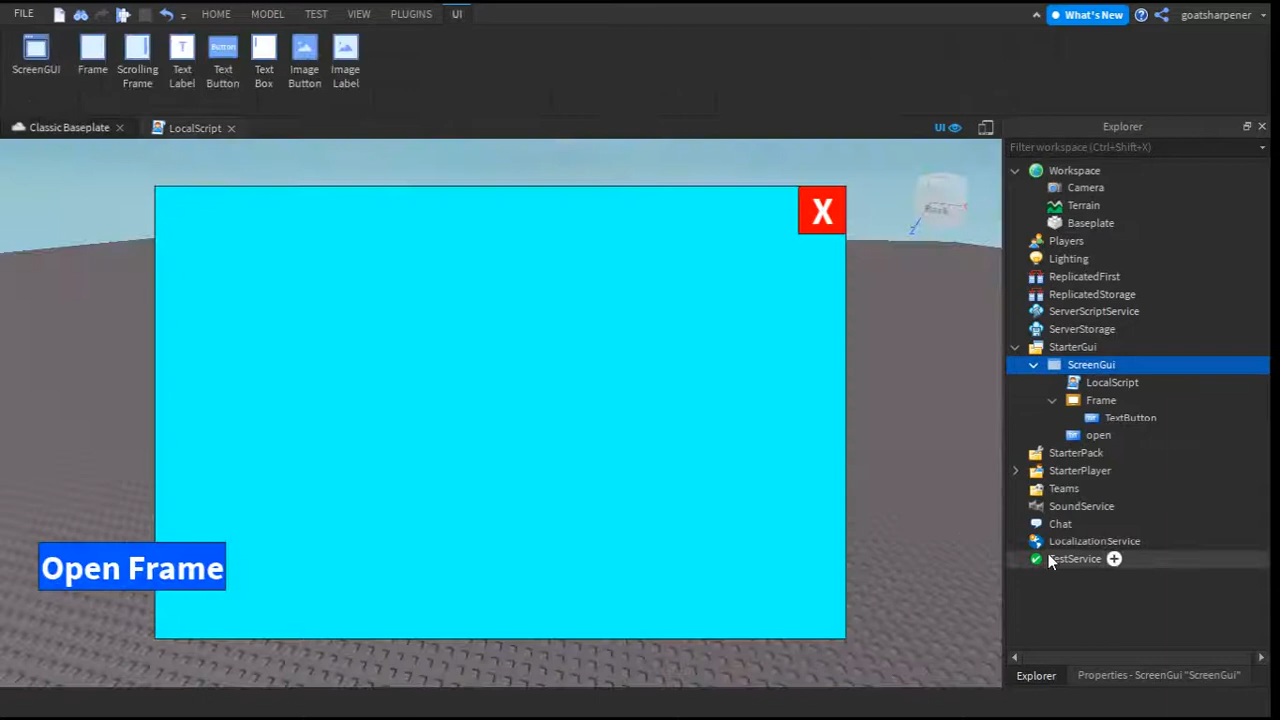 FILE HOME MODEL TEST VIEW PLUGINS UI What's New goatsharpener
ScreenGUI Frame Scrolling Frame Text Label Text Button Button Text Box Image Button Image Label
Classic Baseplate LocalScript UI Explorer
Filter workspace (Ctrl+Shift+X)
Workspace
Camera
Terrain
Baseplate
Players
Lighting
ReplicatedFirst
ReplicatedStorage
ServerScriptService
ServerStorage
StarterGui
ScreenGui
LocalScript
Frame
TextButton
open
StarterPack
StarterPlayer
Teams
SoundService
Chat
LocalizationService
TestService
X
Back
Z
Open Frame
Explorer Properties - ScreenGui "ScreenGui"